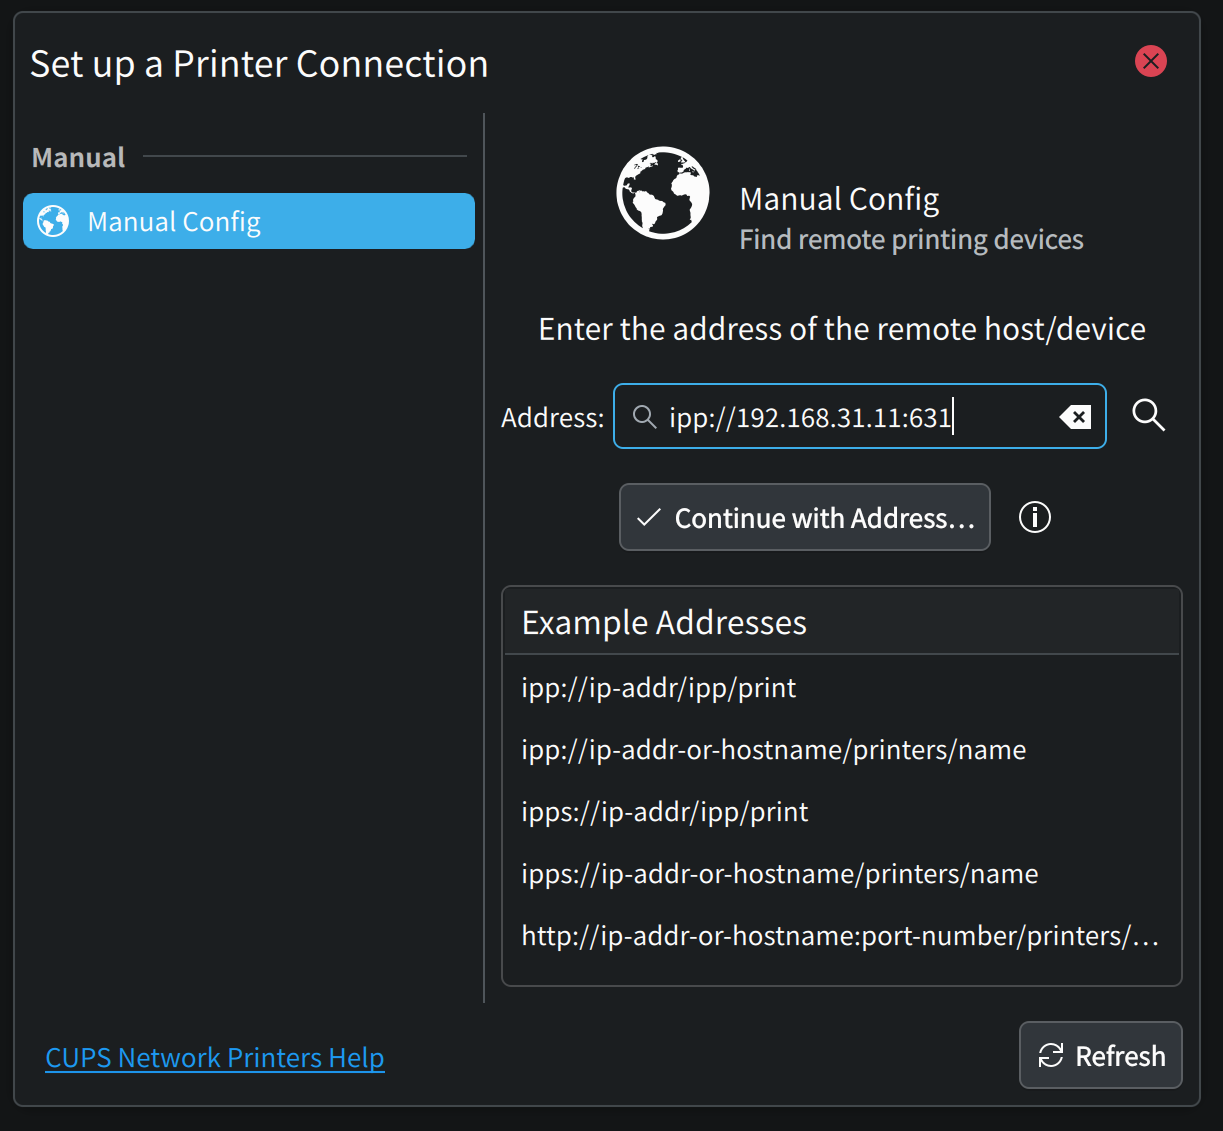 Set up a Printer Connection
Manual
Manual Config
Manual Config
Find remote printing devices
Enter the address of the remote host/device
Address: ipp://192.168.31.11:631
Continue with Address…
Example Addresses
ipp://ip-addr/ipp/print
ipp://ip-addr-or-hostname/printers/name
ipps://ip-addr/ipp/print
ipps://ip-addr-or-hostname/printers/name
http://ip-addr-or-hostname:port-number/printers/…
CUPS Network Printers Help
Refresh